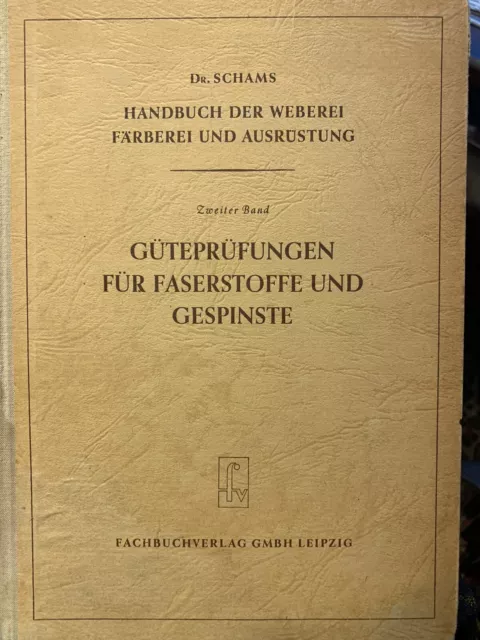 Dr. SCHAMS
HANDBUCH DER WEBEREI
FÄRBEREI UND AUSRÜSTUNG
Zweiter Band
GÜTEPRÜFUNGEN
FÜR FASERSTOFFE UND
GESPINSTE
fv
FACHBUCHVERLAG GMBH LEIPZIG